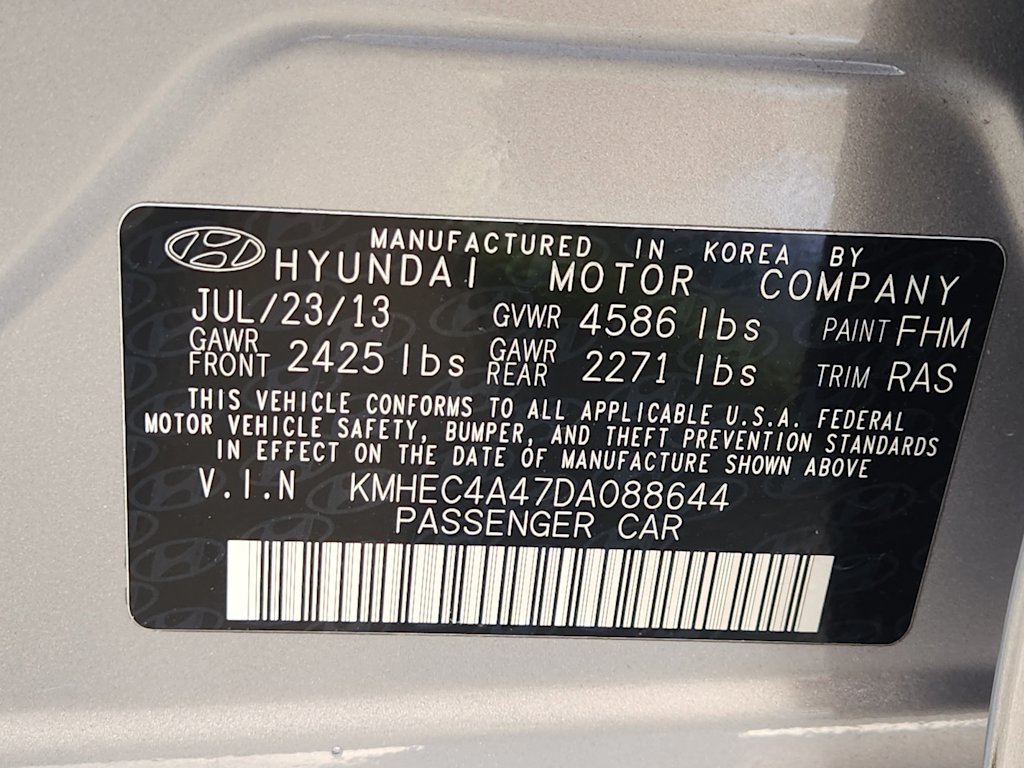 MANUFACTURED IN KOREA BY
HYUNDAI MOTOR COMPANY
JUL/23/13 GVWR 4586 lbs PAINT FHM
GAWR FRONT 2425 lbs GAWR REAR 2271 lbs TRIM RAS
THIS VEHICLE CONFORMS TO ALL APPLICABLE U.S.A. FEDERAL
MOTOR VEHICLE SAFETY, BUMPER, AND THEFT PREVENTION STANDARDS
IN EFFECT ON THE DATE OF MANUFACTURE SHOWN ABOVE
V.I.N KMHEC4A47DA088644
PASSENGER CAR